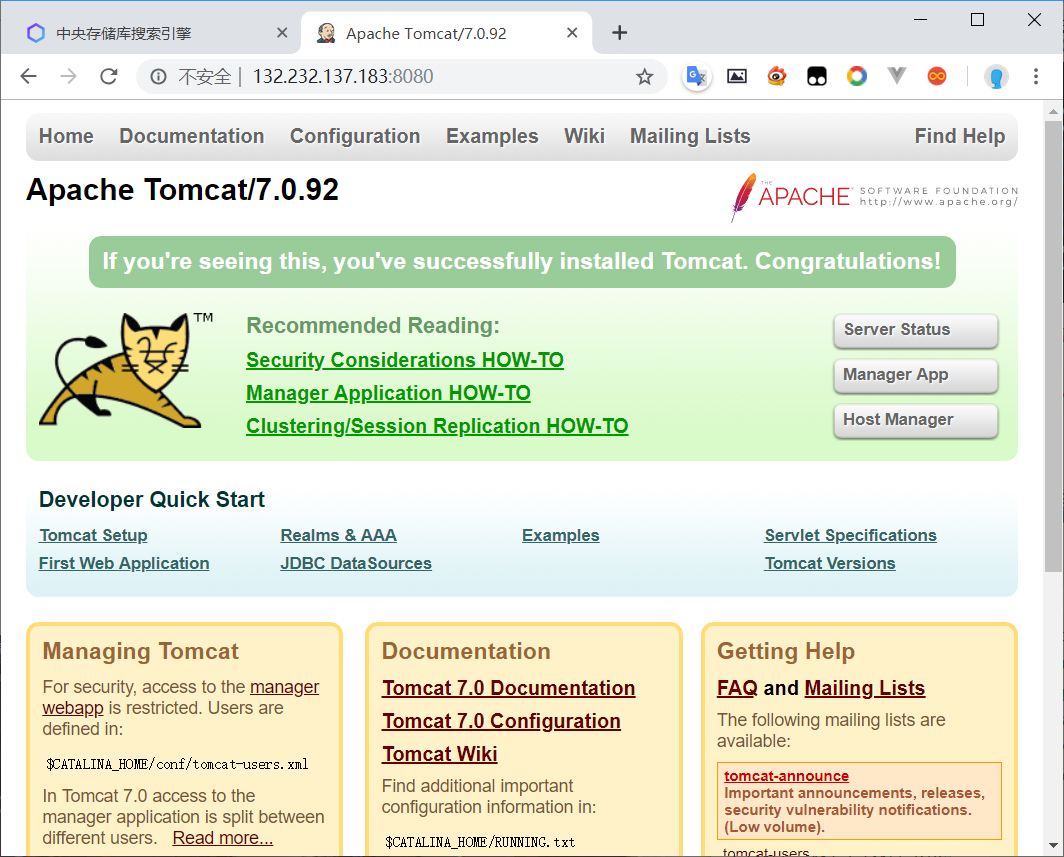 中央存储库搜索引擎
Apache Tomcat/7.0.92
不安全 | 132.232.137.183:8080
Home Documentation Configuration Examples Wiki Mailing Lists Find Help
Apache Tomcat/7.0.92
THE APACHE SOFTWARE FOUNDATION
http://www.apache.org/
If you're seeing this, you've successfully installed Tomcat. Congratulations!
TM
Recommended Reading:
Security Considerations HOW-TO
Manager Application HOW-TO
Clustering/Session Replication HOW-TO
Server Status
Manager App
Host Manager
Developer Quick Start
Tomcat Setup Realms & AAA Examples Servlet Specifications
First Web Application JDBC DataSources Tomcat Versions
Managing Tomcat
For security, access to the manager
webapp is restricted. Users are
defined in:
$CATALINA_HOME/conf/tomcat-users.xml
In Tomcat 7.0 access to the
manager application is split between
different users. Read more...
Documentation
Tomcat 7.0 Documentation
Tomcat 7.0 Configuration
Tomcat Wiki
Find additional important
configuration information in:
$CATALINA_HOME/RUNNING.txt
Getting Help
FAQ and Mailing Lists
The following mailing lists are
available:
tomcat-announce
Important announcements, releases,
security vulnerability notifications.
(Low volume).
tomcat-users